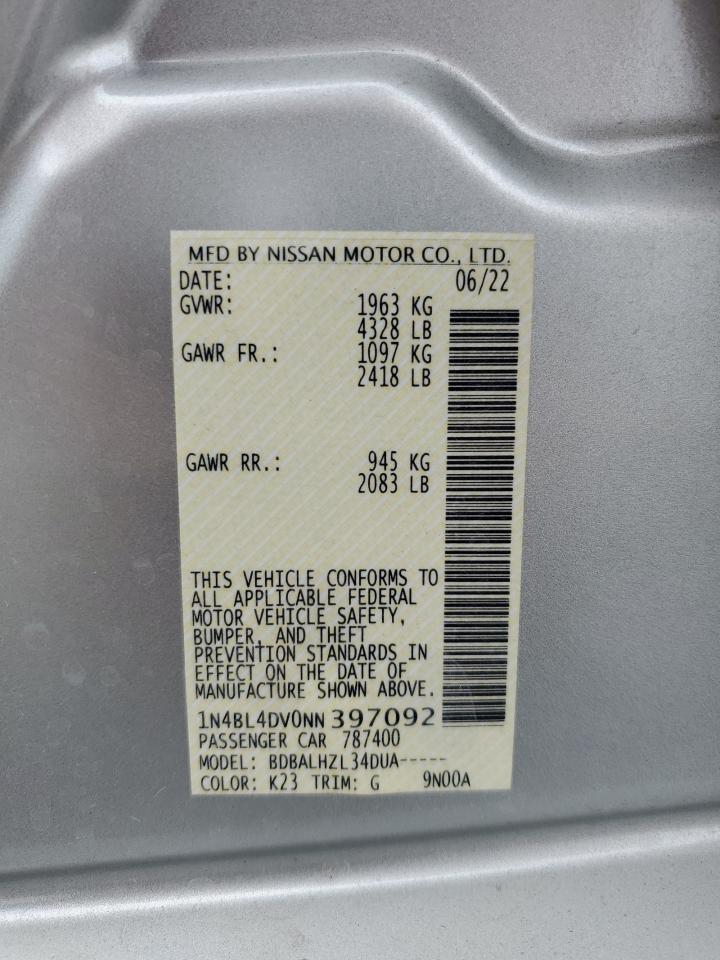 MFD BY NISSAN MOTOR CO., LTD.
DATE: 06/22
GVWR: 1963 KG
4328 LB
GAWR FR.: 1097 KG
2418 LB
GAWR RR.: 945 KG
2083 LB
THIS VEHICLE CONFORMS TO
ALL APPLICABLE FEDERAL
MOTOR VEHICLE SAFETY,
BUMPER, AND THEFT
PREVENTION STANDARDS IN
EFFECT ON THE DATE OF
MANUFACTURE SHOWN ABOVE.
1N4BL4DV0NN397092
PASSENGER CAR 787400
MODEL: BDBALHZL34DUA-----
COLOR: K23 TRIM: G 9N00A